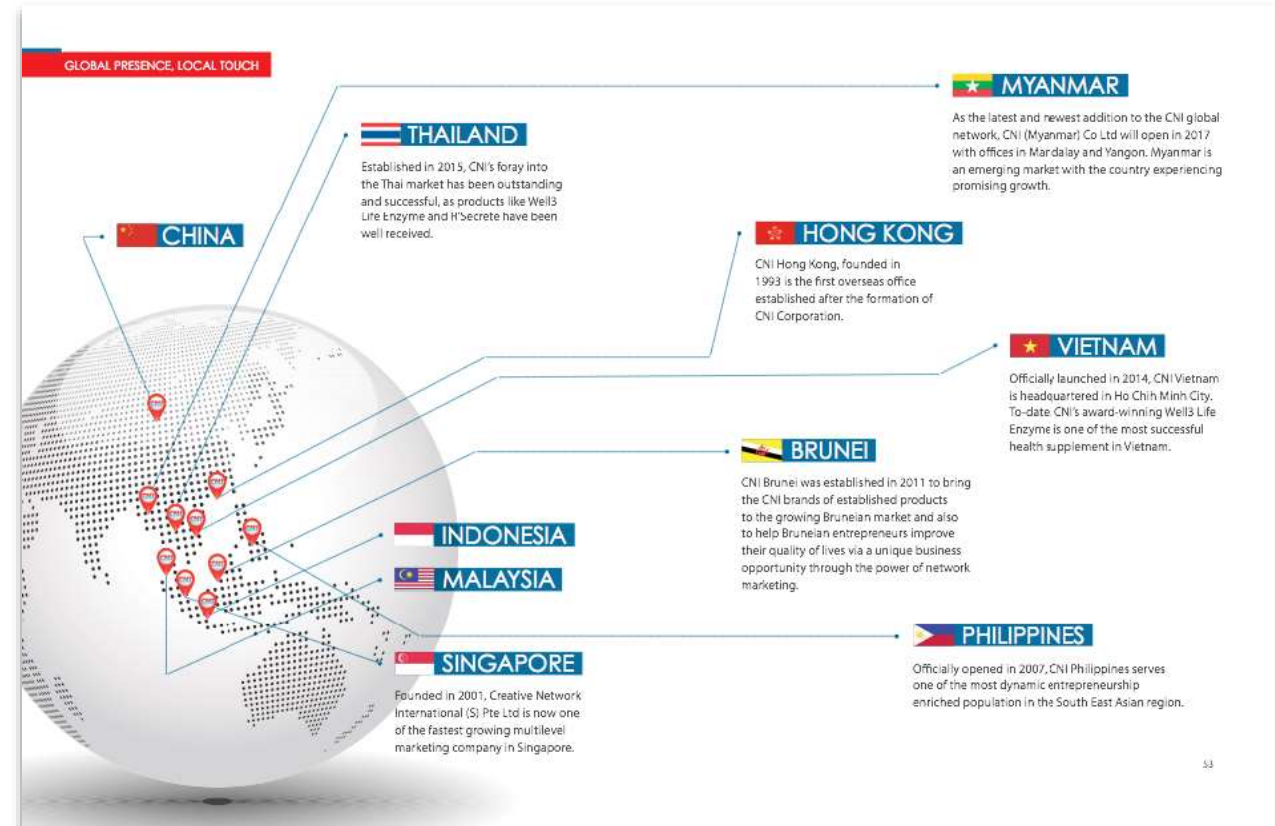 GLOBAL PRESENCE, LOCAL TOUCH
MYANMAR
As the latest and newest addition to the CNI global
network, CNI (Myanmar) Co Ltd will open in 2017
with offices in Mandalay and Yangon. Myanmar is
an emerging market with the country experiencing
promising growth.
THAILAND
Established in 2015, CNI's foray into
the Thai market has been outstanding
and successful, as products like Well3
Life Enzyme and R'Secrete have been
well received.
CHINA
HONG KONG
CNI Hong Kong, founded in
1993 is the first overseas office
established after the formation of
CNI Corporation.
VIETNAM
Officially launched in 2014, CNI Vietnam
is headquartered in Ho Chih Minh City.
To-date CNI's award-winning Well3 Life
Enzyme is one of the most successful
health supplement in Vietnam.
BRUNEI
CNI Brunei was established in 2011 to bring
the CNI brands of established products
to the growing Bruneian market and also
to help Bruneian entrepreneurs improve
their quality of lives via a unique business
opportunity through the power of network
marketing.
INDONESIA
MALAYSIA
SINGAPORE
Founded in 2001, Creative Network
International (S) Pte Ltd is now one
of the fastest growing multilevel
marketing company in Singapore.
PHILIPPINES
Officially opened in 2007, CNI Philippines serves
one of the most dynamic entrepreneurship
enriched population in the South East Asian region.
CNI
CNI
CNI
CNI
CNI
CNI
CNI
CNI
CNI
CNI
53